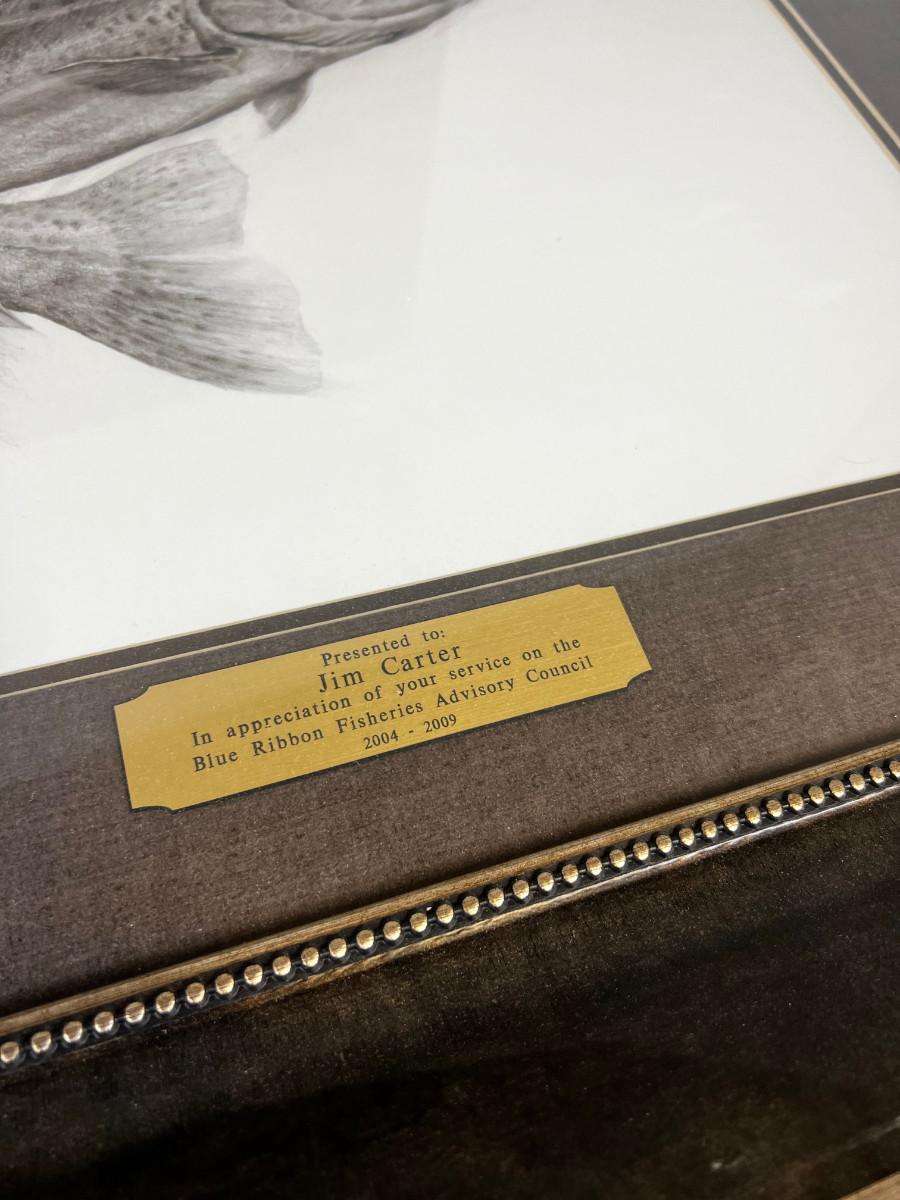 Presented to:
Jim Carter
In appreciation of your service on the
Blue Ribbon Fisheries Advisory Council
2004 - 2009